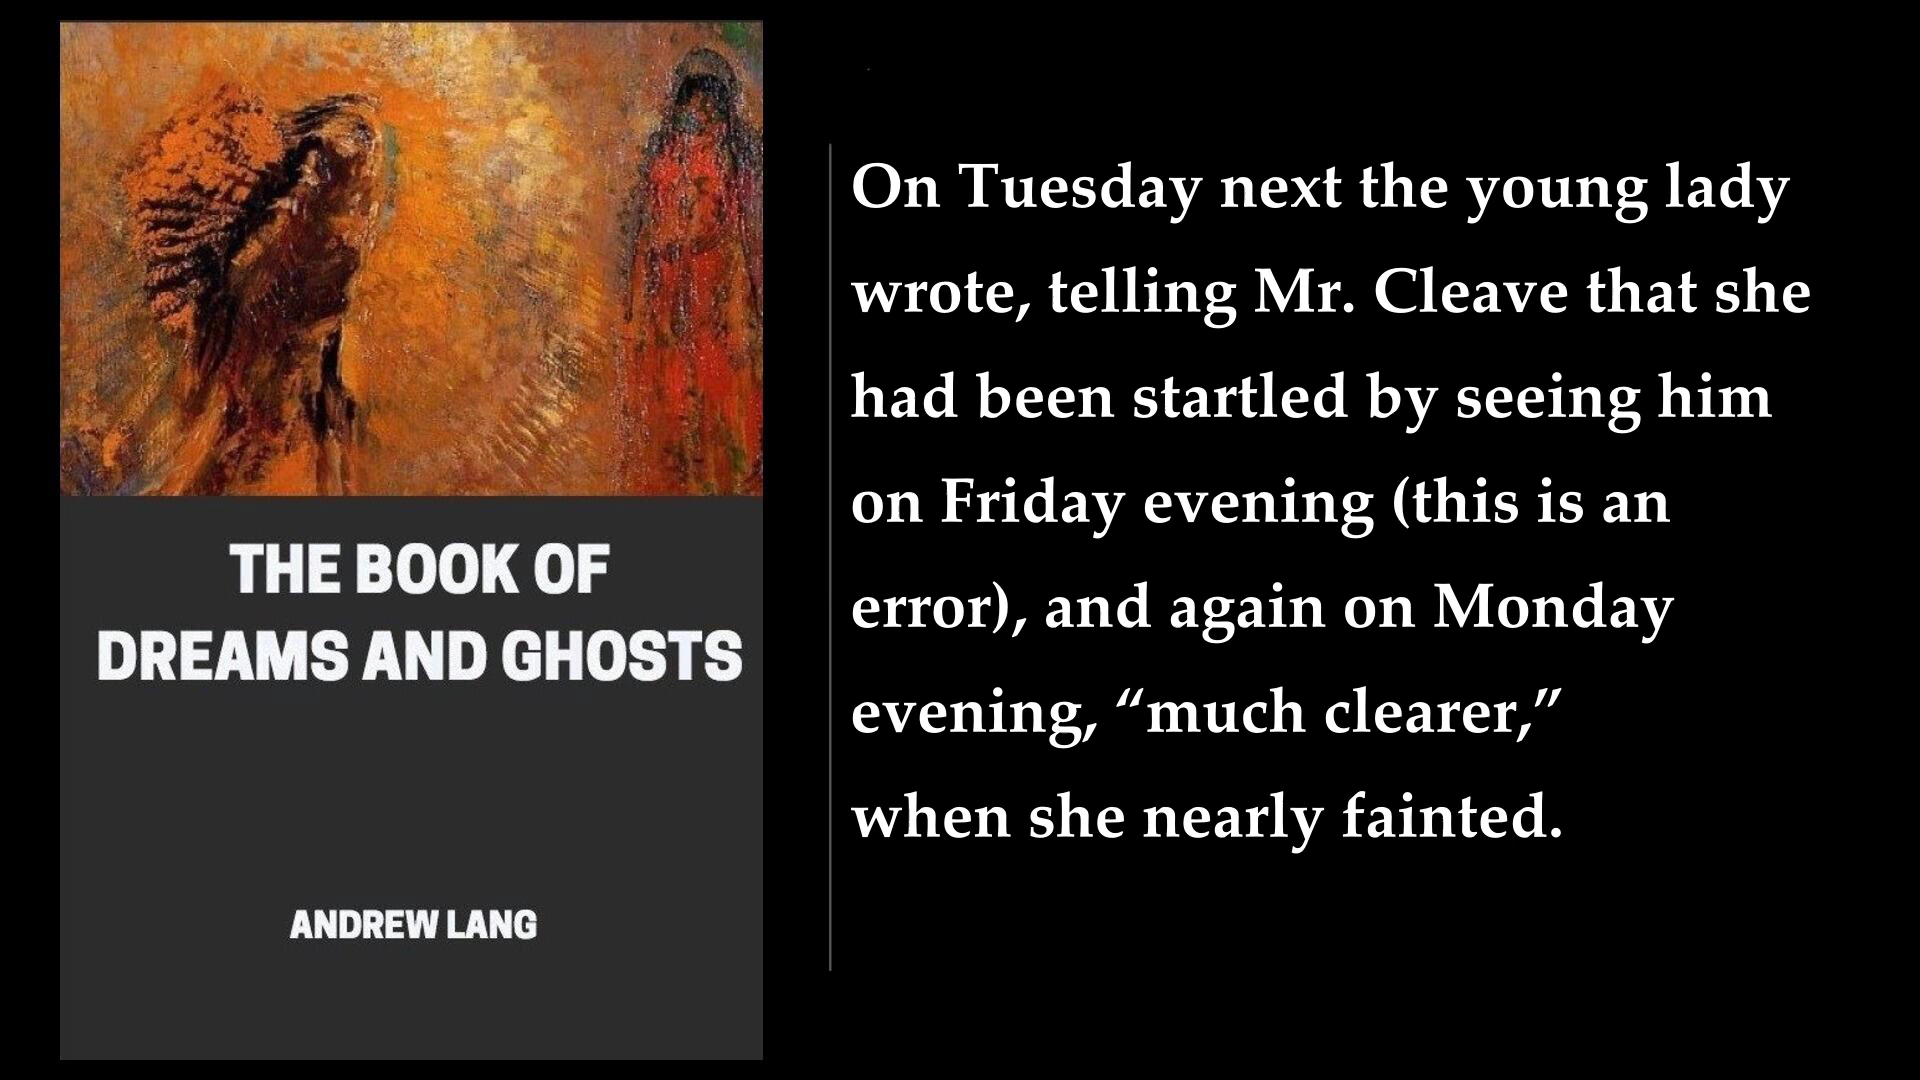 THE BOOK OF
DREAMS AND GHOSTS
ANDREW LANG
On Tuesday next the young lady
wrote, telling Mr. Cleave that she
had been startled by seeing him
on Friday evening (this is an
error), and again on Monday
evening, “much clearer,”
when she nearly fainted.